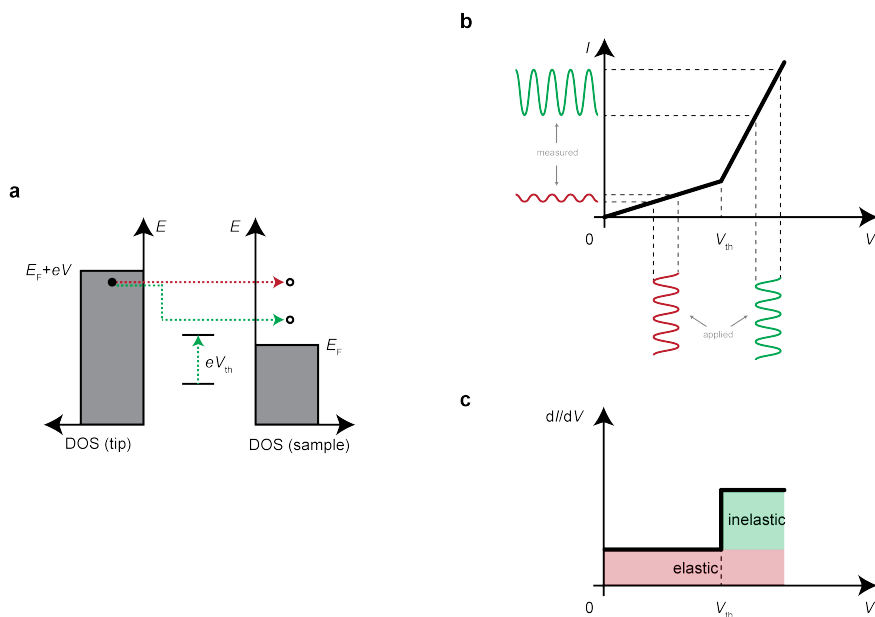 a
E
E
E_F+eV
eV_th
E_F
DOS (tip)
DOS (sample)
b
I
measured
0
V_th
V
applied
c
dI/dV
inelastic
elastic
0
V_th
V